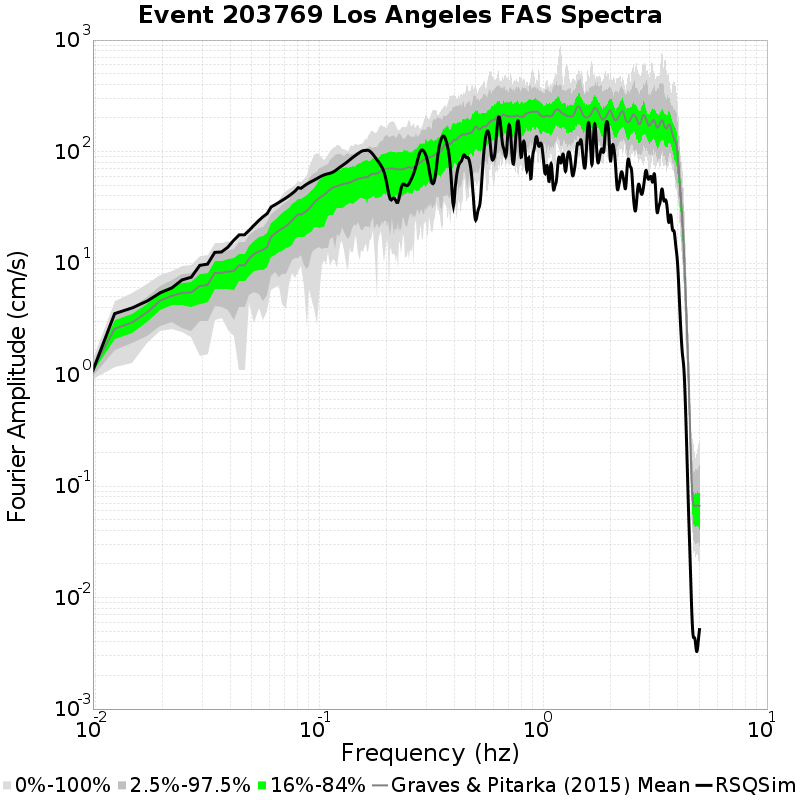 Event 203769 Los Angeles FAS Spectra
10^3
10^2
10^1
10^0
10^-1
10^-2
10^-3
Fourier Amplitude (cm/s)
10^-2 10^-1 10^0 10^1
Frequency (hz)
0%-100% 2.5%-97.5% 16%-84% Graves & Pitarka (2015) Mean RSQSim